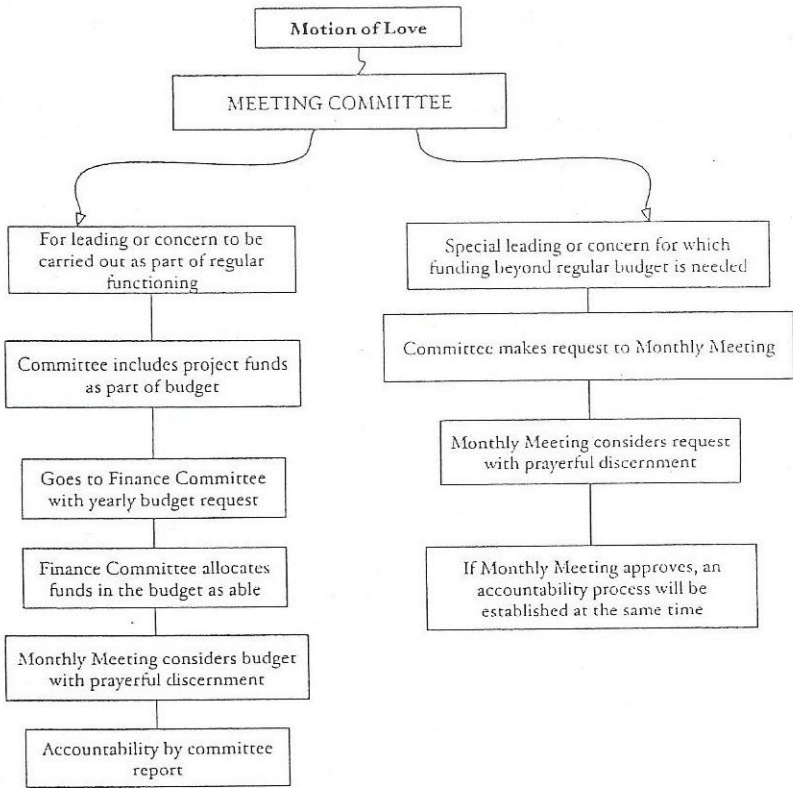 Motion of Love
MEETING COMMITTEE
For leading or concern to be
carried out as part of regular
functioning
Committee includes project funds
as part of budget
Goes to Finance Committee
with yearly budget request
Finance Committee allocates
funds in the budget as able
Monthly Meeting considers budget
with prayerful discernment
Accountability by committee
report
Special leading or concern for which
funding beyond regular budget is needed
Committee makes request to Monthly Meeting
Monthly Meeting considers request
with prayerful discernment
If Monthly Meeting approves, an
accountability process will be
established at the same time